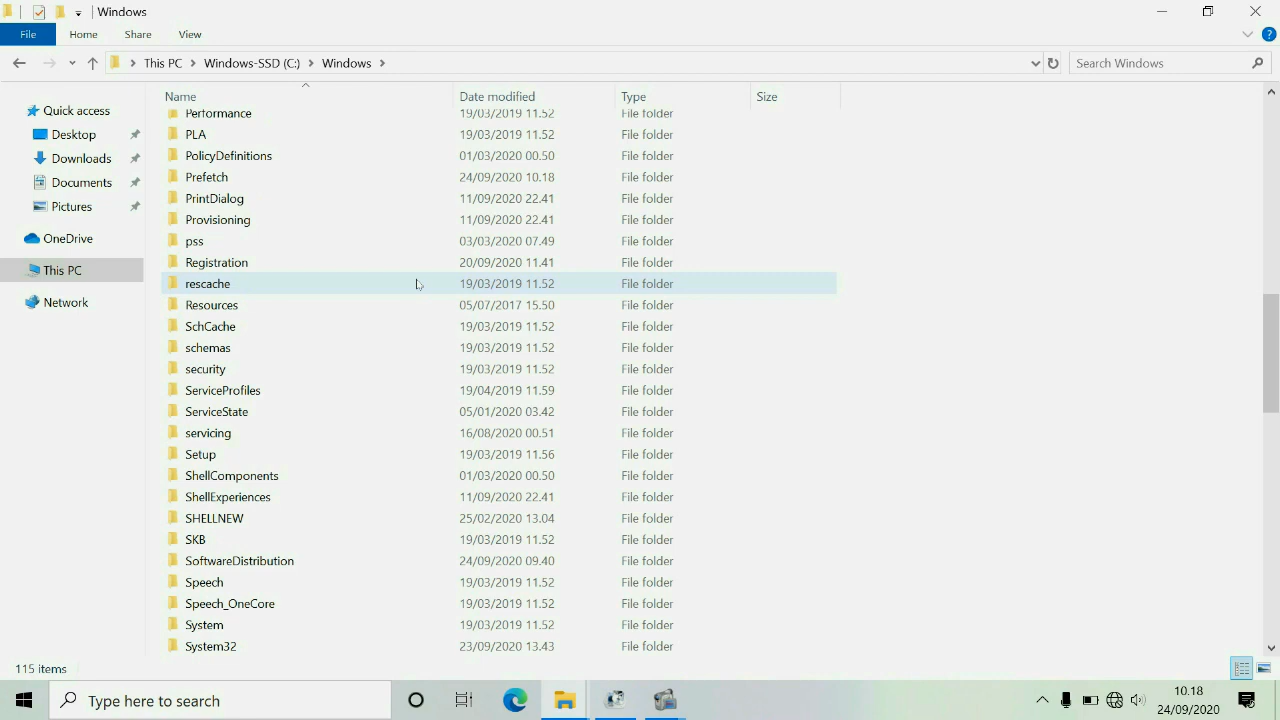 Windows
File Home Share View
This PC Windows-SSD (C:) Windows Search Windows
Quick access
Desktop
Downloads
Documents
Pictures
OneDrive
This PC
Network
Name Date modified Type Size
Performance 19/03/2019 11.52 File folder
PLA 19/03/2019 11.52 File folder
PolicyDefinitions 01/03/2020 00.50 File folder
Prefetch 24/09/2020 10.18 File folder
PrintDialog 11/09/2020 22.41 File folder
Provisioning 11/09/2020 22.41 File folder
pss 03/03/2020 07.49 File folder
Registration 20/09/2020 11.41 File folder
rescache 19/03/2019 11.52 File folder
Resources 05/07/2017 15.50 File folder
SchCache 19/03/2019 11.52 File folder
schemas 19/03/2019 11.52 File folder
security 19/03/2019 11.52 File folder
ServiceProfiles 19/04/2019 11.59 File folder
ServiceState 05/01/2020 03.42 File folder
servicing 16/08/2020 00.51 File folder
Setup 19/03/2019 11.56 File folder
ShellComponents 01/03/2020 00.50 File folder
ShellExperiences 11/09/2020 22.41 File folder
SHELLNEW 25/02/2020 13.04 File folder
SKB 19/03/2019 11.52 File folder
SoftwareDistribution 24/09/2020 09.40 File folder
Speech 19/03/2019 11.52 File folder
Speech_OneCore 19/03/2019 11.52 File folder
System 19/03/2019 11.52 File folder
System32 23/09/2020 13.43 File folder
115 items
Type here to search
10.18
24/09/2020